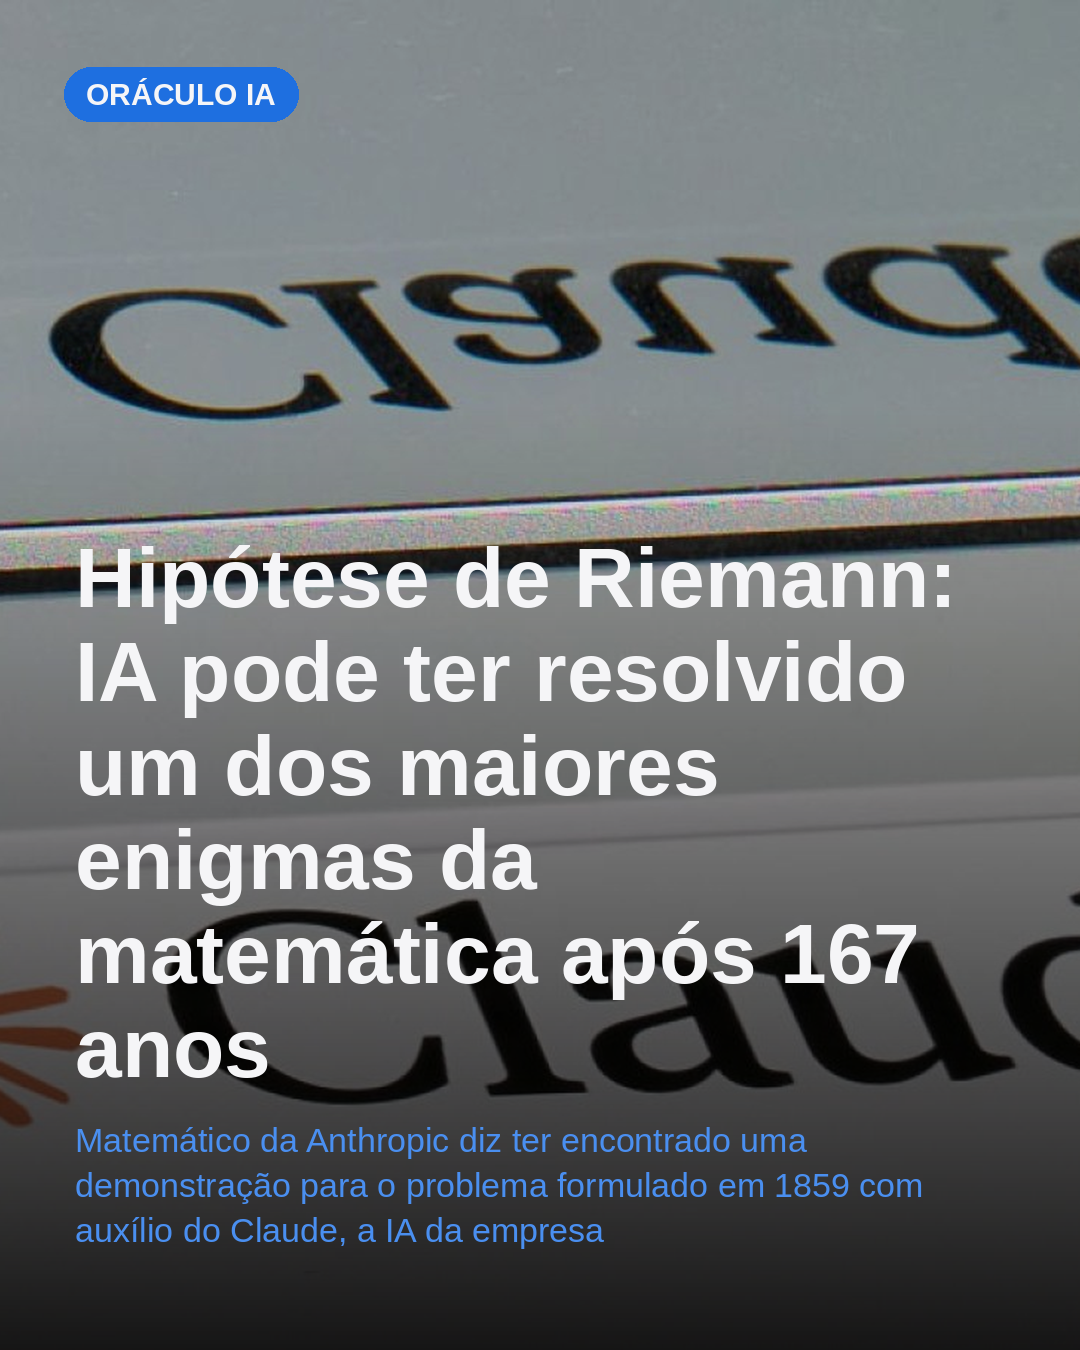 ORÁCULO IA
Claude
Hipótese de Riemann:
IA pode ter resolvido
um dos maiores
enigmas da
matemática após 167
anos
Claud
Matemático da Anthropic diz ter encontrado uma
demonstração para o problema formulado em 1859 com
auxílio do Claude, a IA da empresa